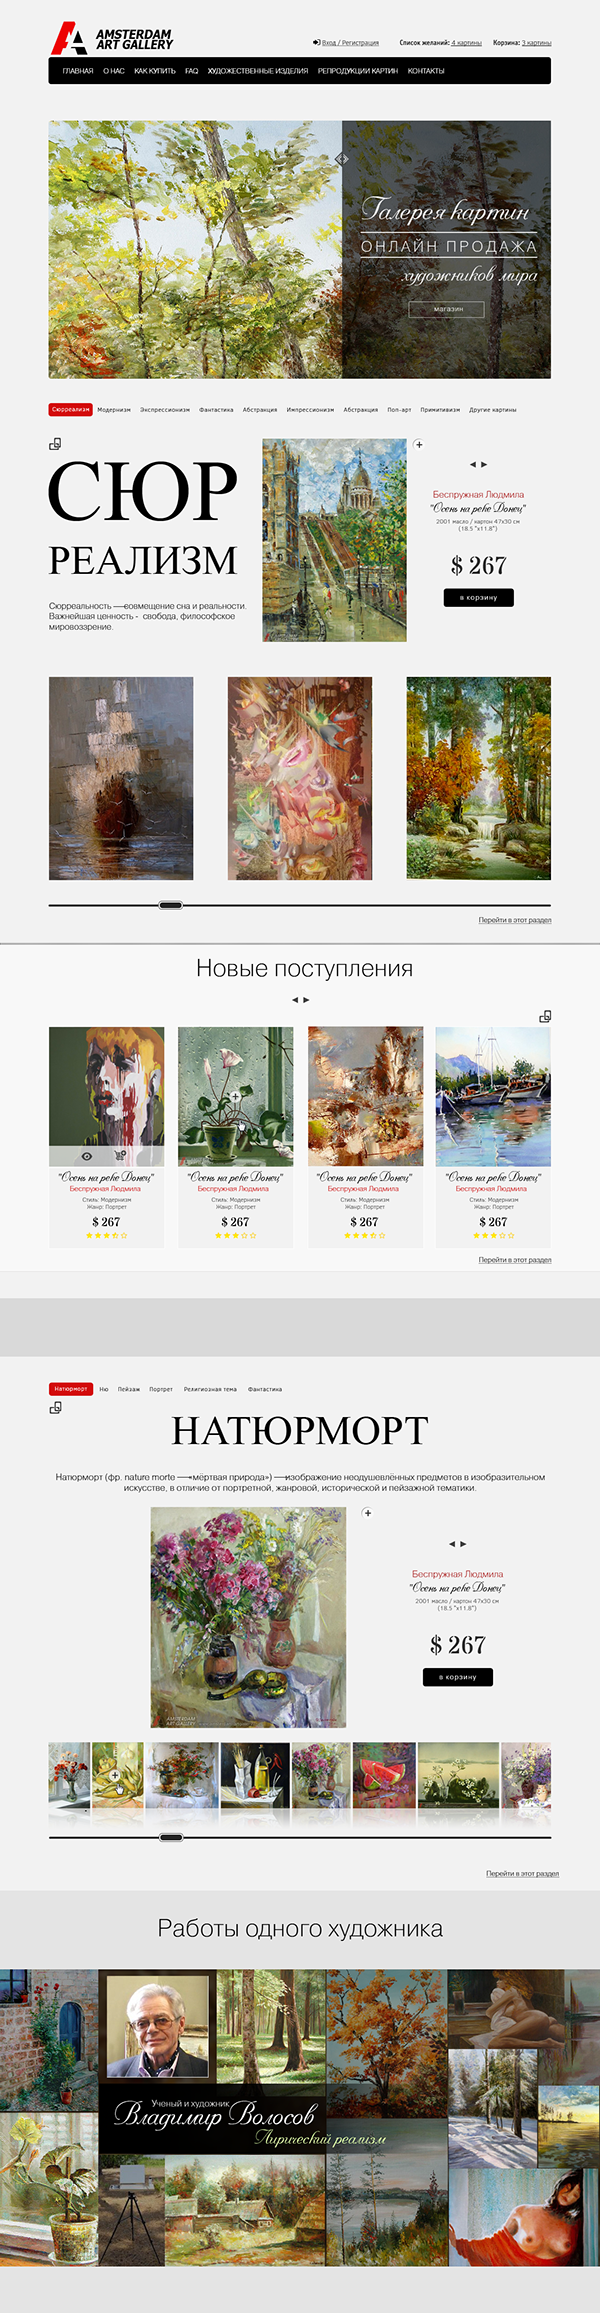 AMSTERDAM
ART GALLERY
Вход / Регистрация
Список желаний: 4 картины
Корзина: 3 картины
ГЛАВНАЯ О НАС КАК КУПИТЬ FAQ ХУДОЖЕСТВЕННЫЕ ИЗДЕЛИЯ РЕПРОДУКЦИИ КАРТИН КОНТАКТЫ
Галерея картин
ОНЛАЙН ПРОДАЖА
художников мира
магазин
Сюрреализм Модернизм Экспрессионизм Фантастика Абстракция Импрессионизм Абстракция Поп-арт Примитивизм Другие картины
СЮР
РЕАЛИЗМ
Сюрреальность —совмещение сна и реальности.
Важнейшая ценность - свобода, философское
мировоззрение.
Беспружная Людмила
"Осень на реке Донец"
2001 масло / картон 47x30 см
(18.5 "x11.8")
$ 267
в корзину
Перейти в этот раздел
Новые поступления
"Осень на реке Донец"
Беспружная Людмила
Стиль: Модернизм
Жанр: Портрет
$ 267
"Осень на реке Донец"
Беспружная Людмила
Стиль: Модернизм
Жанр: Портрет
$ 267
"Осень на реке Донец"
Беспружная Людмила
Стиль: Модернизм
Жанр: Портрет
$ 267
"Осень на реке Донец"
Беспружная Людмила
Стиль: Модернизм
Жанр: Портрет
$ 267
Перейти в этот раздел
Натюрморт Ню Пейзаж Портрет Религиозная тема Фантастика
НАТЮРМОРТ
Натюрморт (фр. nature morte —«мёртвая природа») —изображение неодушевлённых предметов в изобразительном
искусстве, в отличие от портретной, жанровой, исторической и пейзажной тематики.
Беспружная Людмила
"Осень на реке Донец"
2001 масло / картон 47x30 см
(18.5 "x11.8")
$ 267
в корзину
AMSTERDAM
ART GALLERY
Перейти в этот раздел
Работы одного художника
Ученый и художник
Владимир Волосов
Лирический реализм